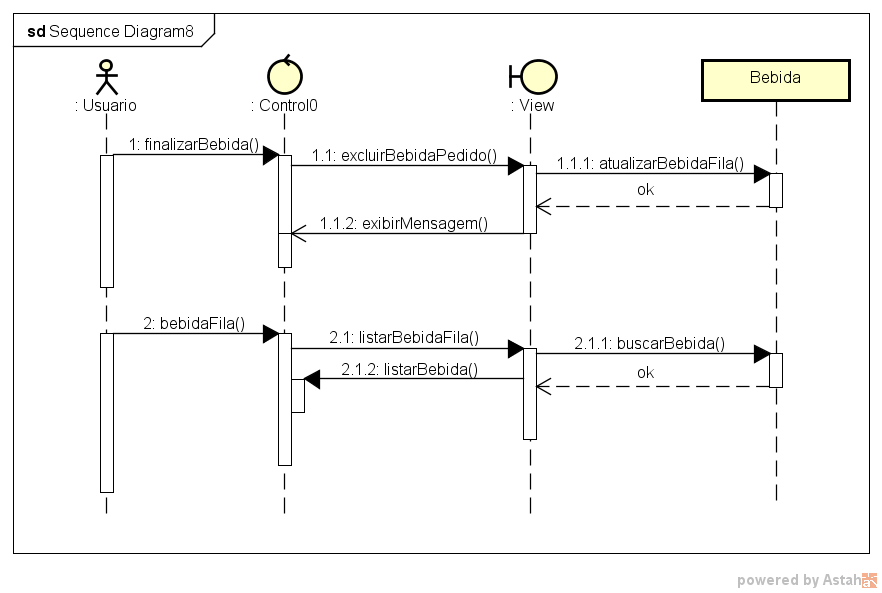 sd Sequence Diagram8
: Usuario
: Control0
: View
Bebida
1: finalizarBebida()
1.1: excluirBebidaPedido()
1.1.1: atualizarBebidaFila()
ok
1.1.2: exibirMensagem()
2: bebidaFila()
2.1: listarBebidaFila()
2.1.1: buscarBebida()
2.1.2: listarBebida()
ok
powered by Astah